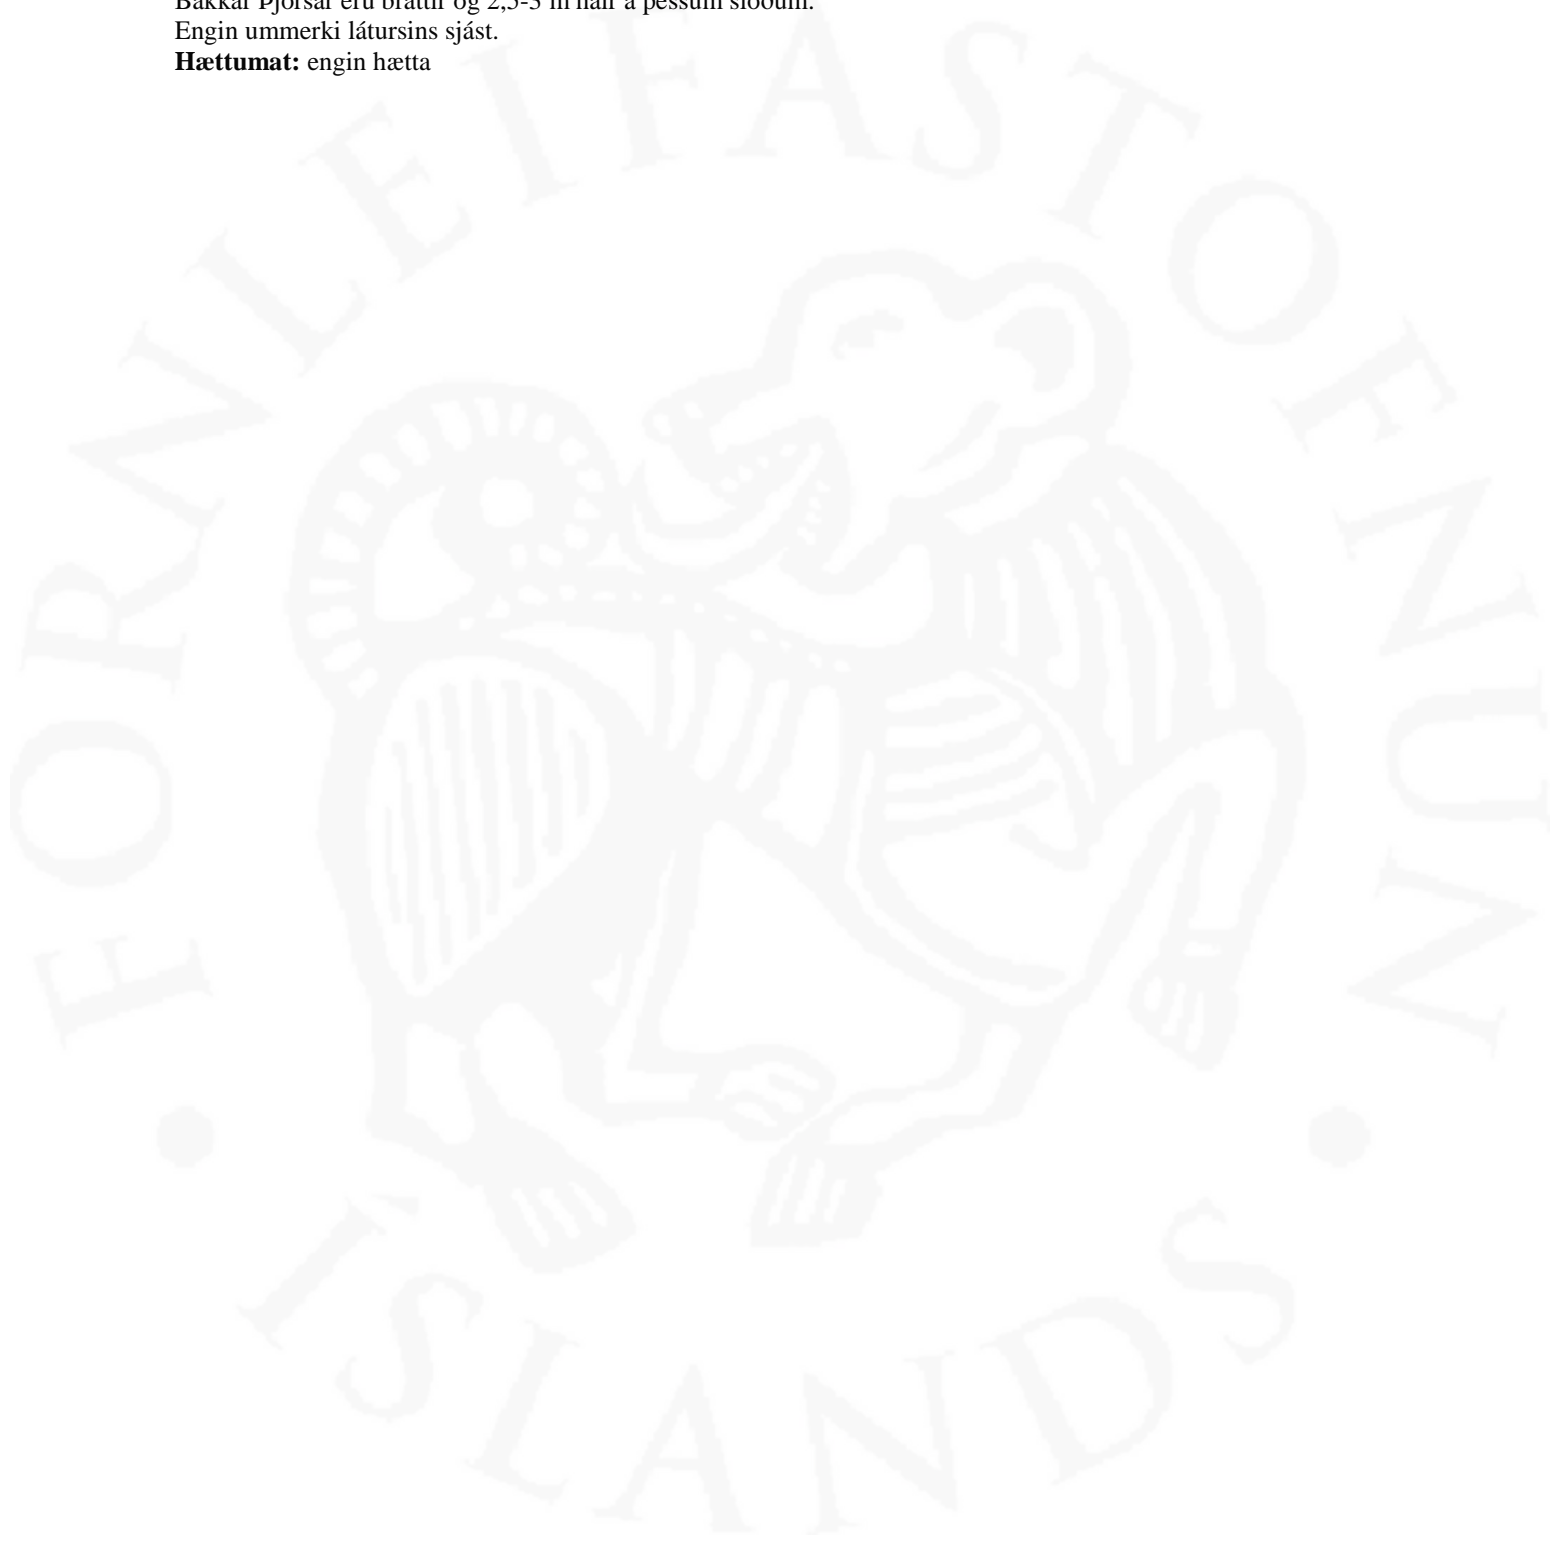 Bakkar Þjórsár eru brattir og 2,5-3 m háir á þessum slóðum.
Engin ummerki látursins sjást.
Hættumat: engin hætta
FORNLEIFASTOFNUN
• ÍSLANDS •